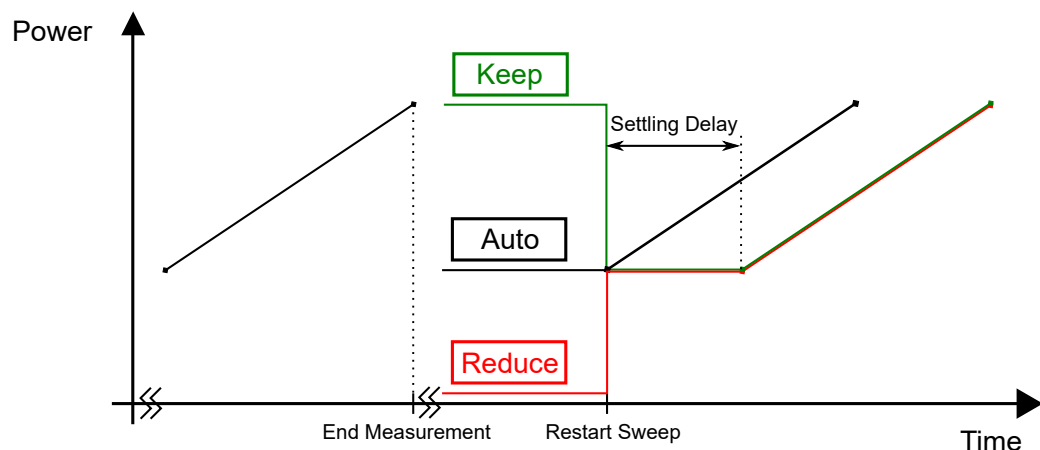 Power
Keep
Settling Delay
Auto
Reduce
End Measurement
Restart Sweep
Time